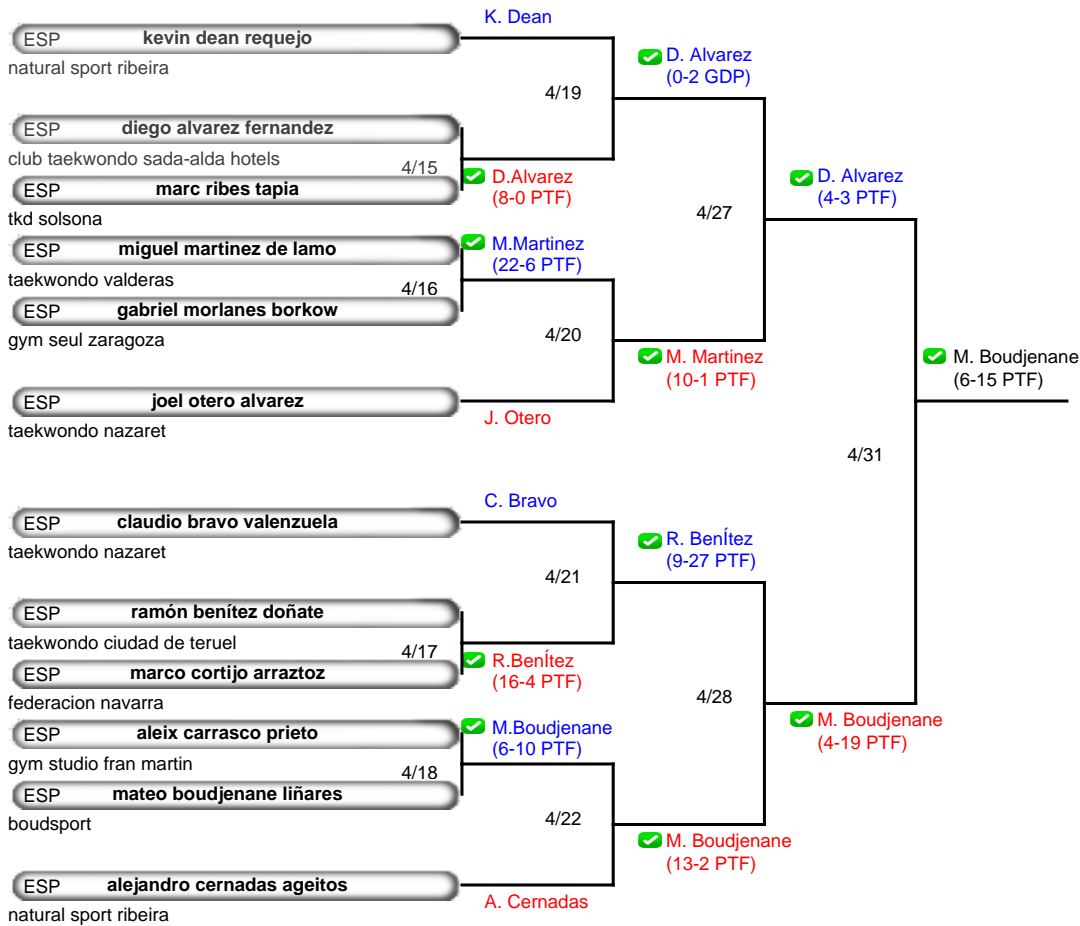 K. Dean
ESP kevin dean requejo
natural sport ribeira
D. Alvarez
(0-2 GDP)
4/19
ESP diego alvarez fernandez
club taekwondo sada-alda hotels
4/15
D.Alvarez
(8-0 PTF)
ESP marc ribes tapia
tkd solsona
D. Alvarez
(4-3 PTF)
4/27
ESP miguel martinez de lamo
taekwondo valderas
M.Martinez
(22-6 PTF)
4/16
ESP gabriel morlanes borkow
gym seul zaragoza
4/20
M. Martinez
(10-1 PTF)
M. Boudjenane
(6-15 PTF)
ESP joel otero alvarez
taekwondo nazaret
J. Otero
4/31
C. Bravo
ESP claudio bravo valenzuela
taekwondo nazaret
R. BenÍtez
(9-27 PTF)
4/21
ESP ramón benítez doñate
taekwondo ciudad de teruel
4/17
R.BenÍtez
(16-4 PTF)
ESP marco cortijo arraztoz
federacion navarra
4/28
M. Boudjenane
(4-19 PTF)
ESP aleix carrasco prieto
gym studio fran martin
M.Boudjenane
(6-10 PTF)
4/18
ESP mateo boudjenane liñares
boudsport
4/22
M. Boudjenane
(13-2 PTF)
ESP alejandro cernadas ageitos
natural sport ribeira
A. Cernadas